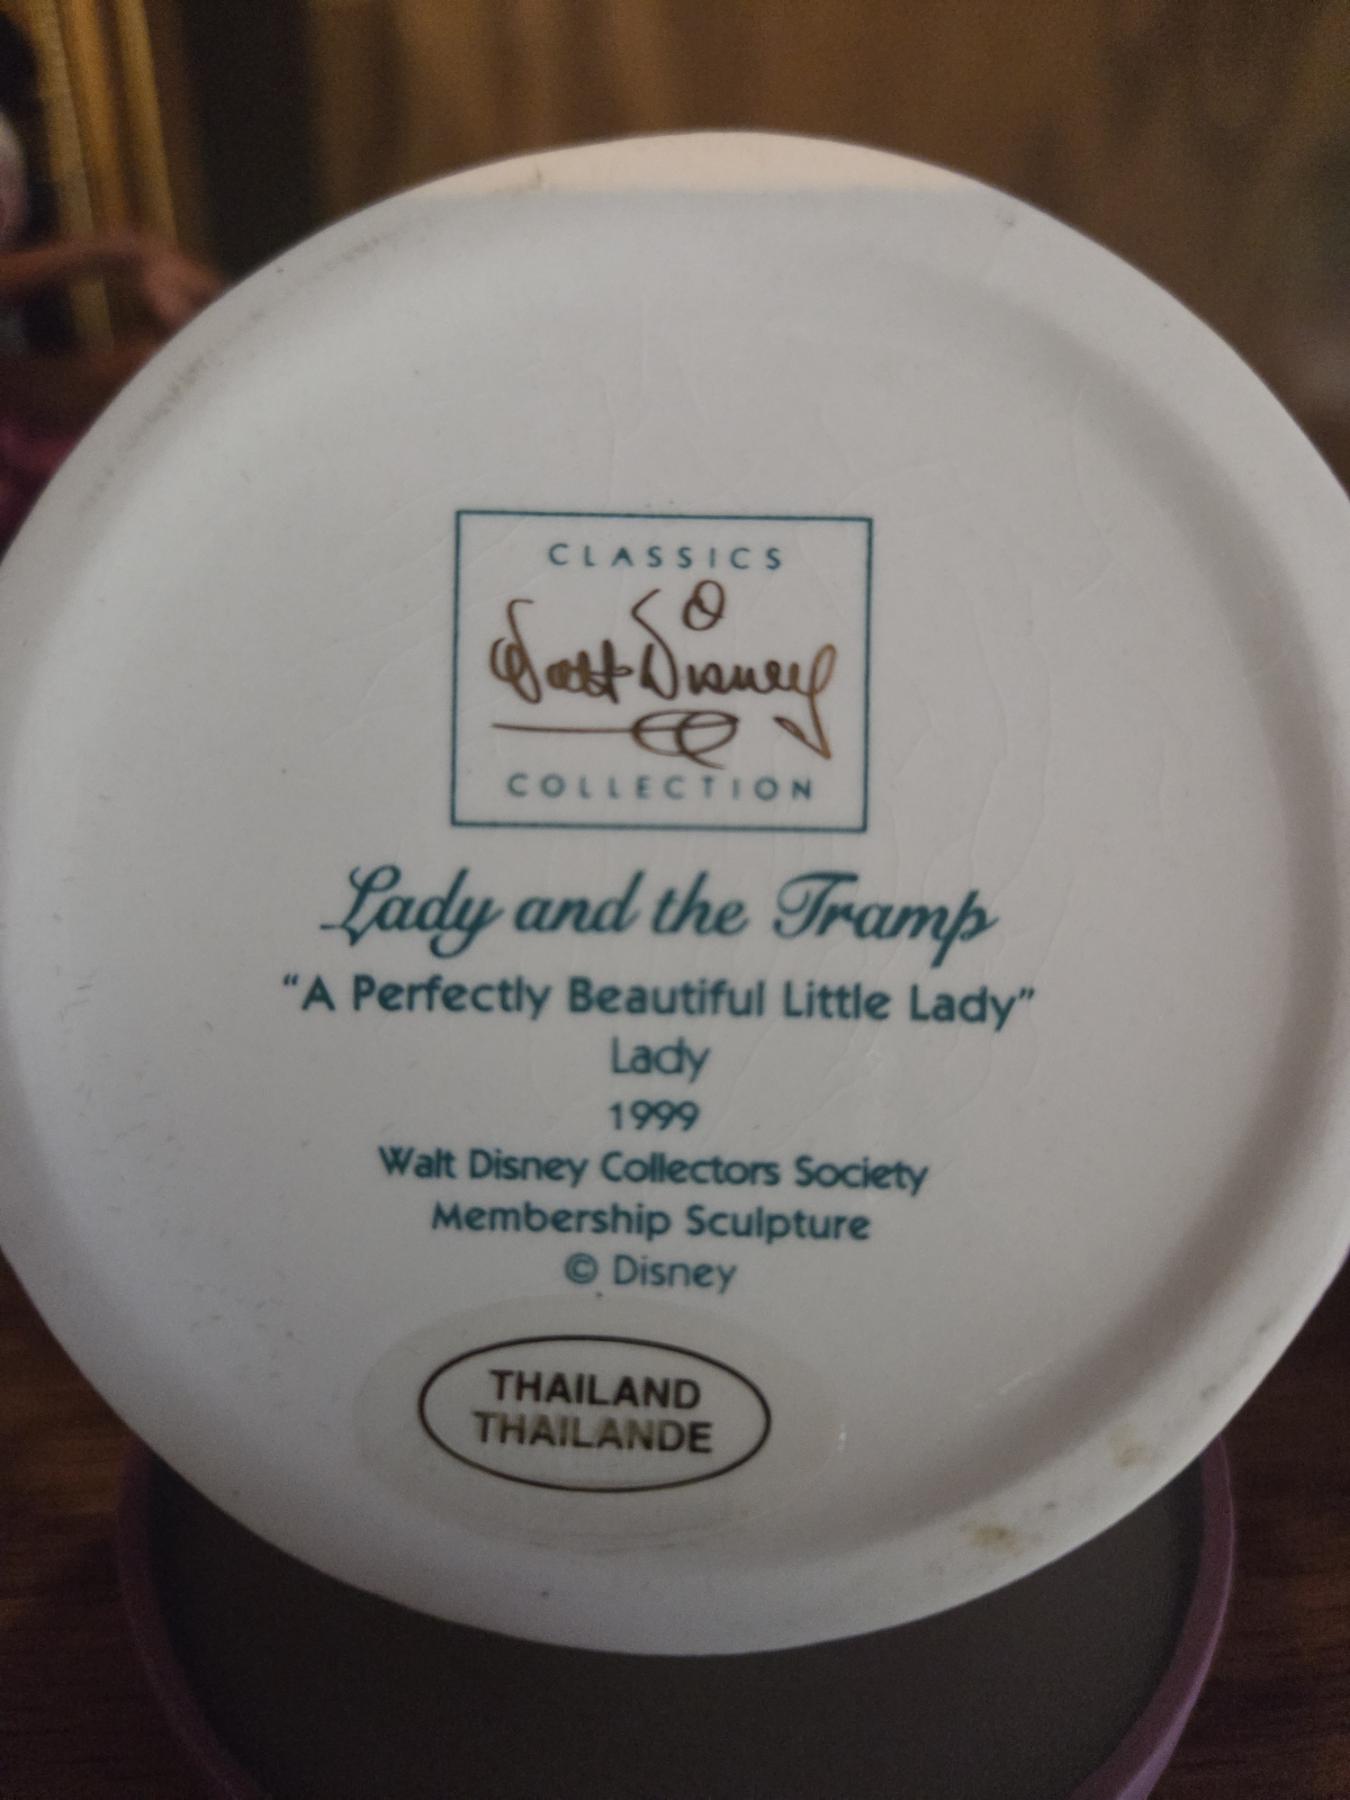 CLASSICS
Walt Disney
COLLECTION
Lady and the Tramp
“A Perfectly Beautiful Little Lady”
Lady
1999
Walt Disney Collectors Society
Membership Sculpture
© Disney
THAILAND
THAILANDE